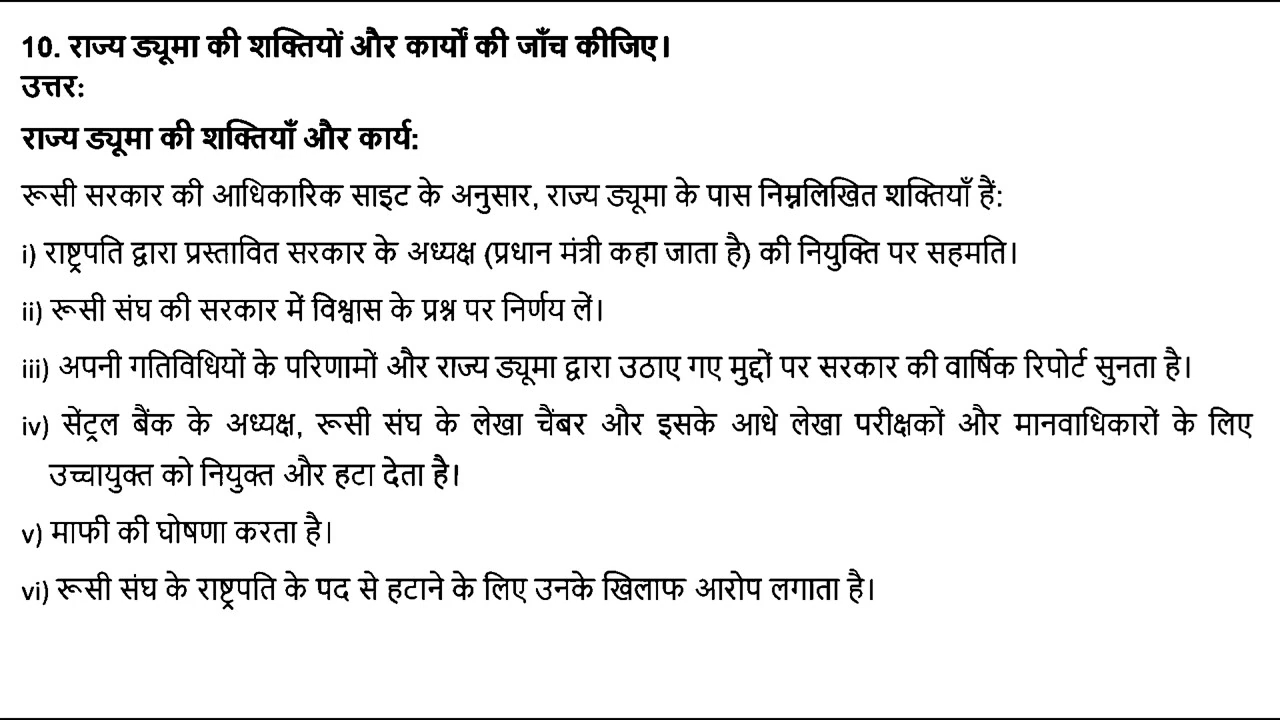 10. राज्य ड्यूमा की शक्तियों और कार्यों की जाँच कीजिए।
उत्तर:
राज्य ड्यूमा की शक्तियाँ और कार्य:
रूसी सरकार की आधिकारिक साइट के अनुसार, राज्य ड्यूमा के पास निम्नलिखित शक्तियाँ हैं:
i) राष्ट्रपति द्वारा प्रस्तावित सरकार के अध्यक्ष (प्रधान मंत्री कहा जाता है) की नियुक्ति पर सहमति।
ii) रूसी संघ की सरकार में विश्वास के प्रश्न पर निर्णय लें।
iii) अपनी गतिविधियों के परिणामों और राज्य ड्यूमा द्वारा उठाए गए मुद्दों पर सरकार की वार्षिक रिपोर्ट सुनता है।
iv) सेंट्रल बैंक के अध्यक्ष, रूसी संघ के लेखा चैंबर और इसके आधे लेखा परीक्षकों और मानवाधिकारों के लिए
उच्चायुक्त को नियुक्त और हटा देता है।
v) माफी की घोषणा करता है।
vi) रूसी संघ के राष्ट्रपति के पद से हटाने के लिए उनके खिलाफ आरोप लगाता है।